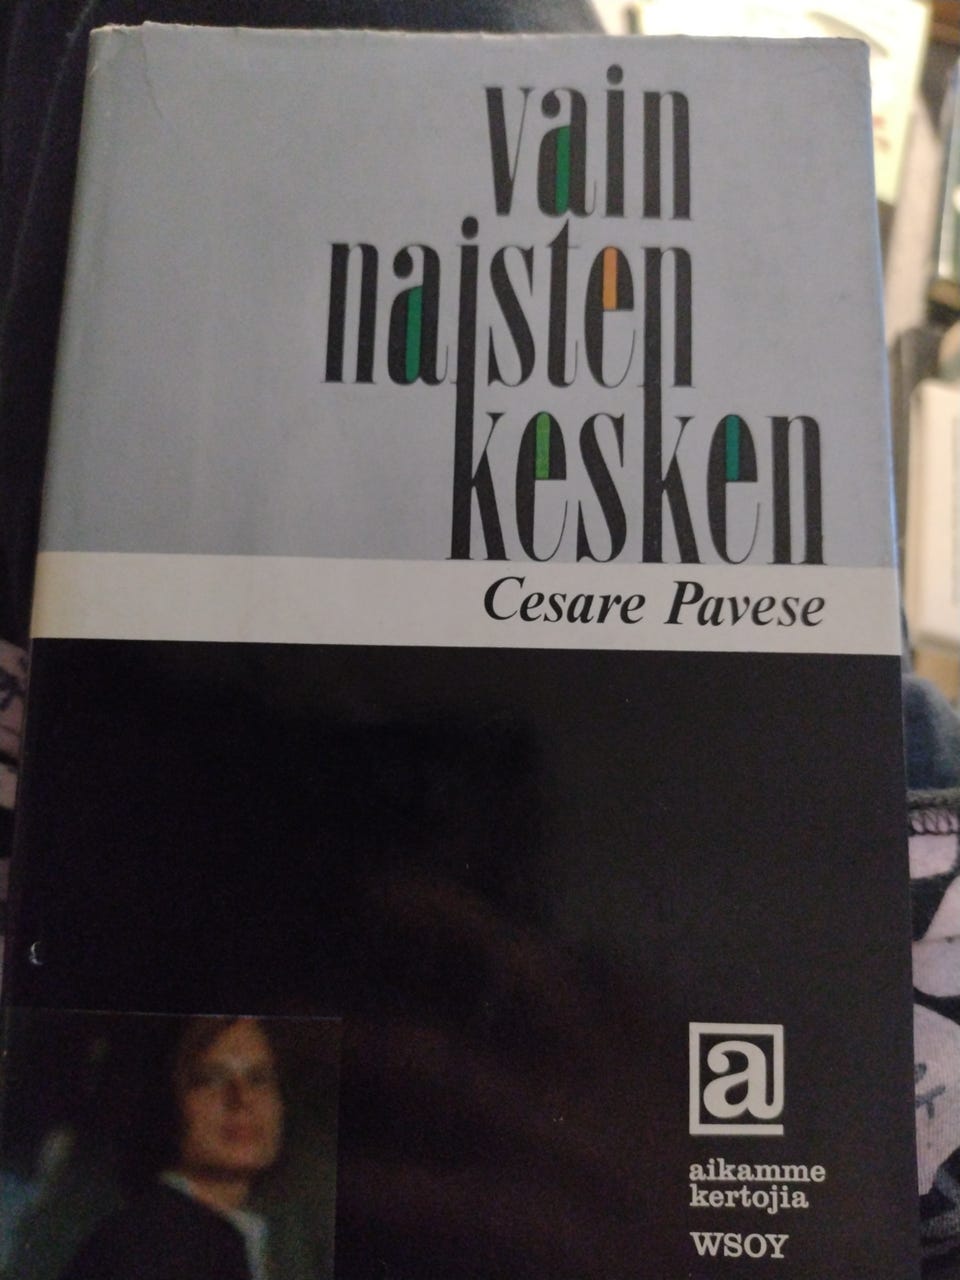 vain
naisten
kesken
Cesare Pavese
a
aikamme
kertojia
WSOY